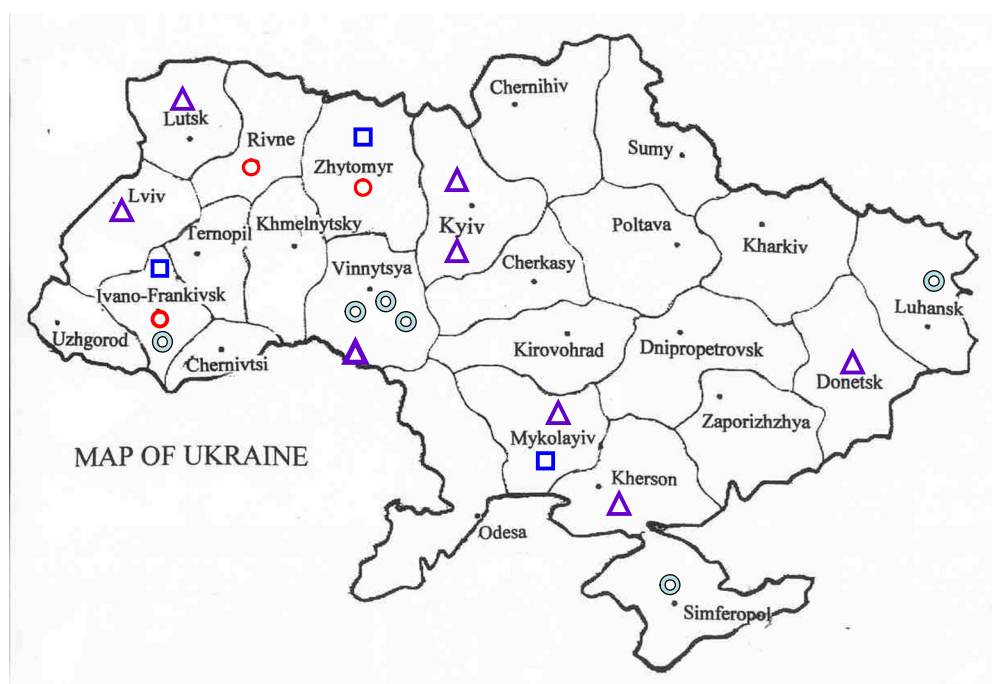 Chernihiv
Lutsk
Rivne
Sumy
Zhytomyr
Lviv
Kyiv
Khmelnytsky
Ternopil
Poltava
Kharkiv
Cherkasy
Vinnytsya
Ivano-Frankivsk
Luhansk
Uzhgorod
Chernivtsi
Kirovohrad
Dnipropetrovsk
Donetsk
Zaporizhzhya
Mykolayiv
MAP OF UKRAINE
Kherson
Odesa
Simferopol